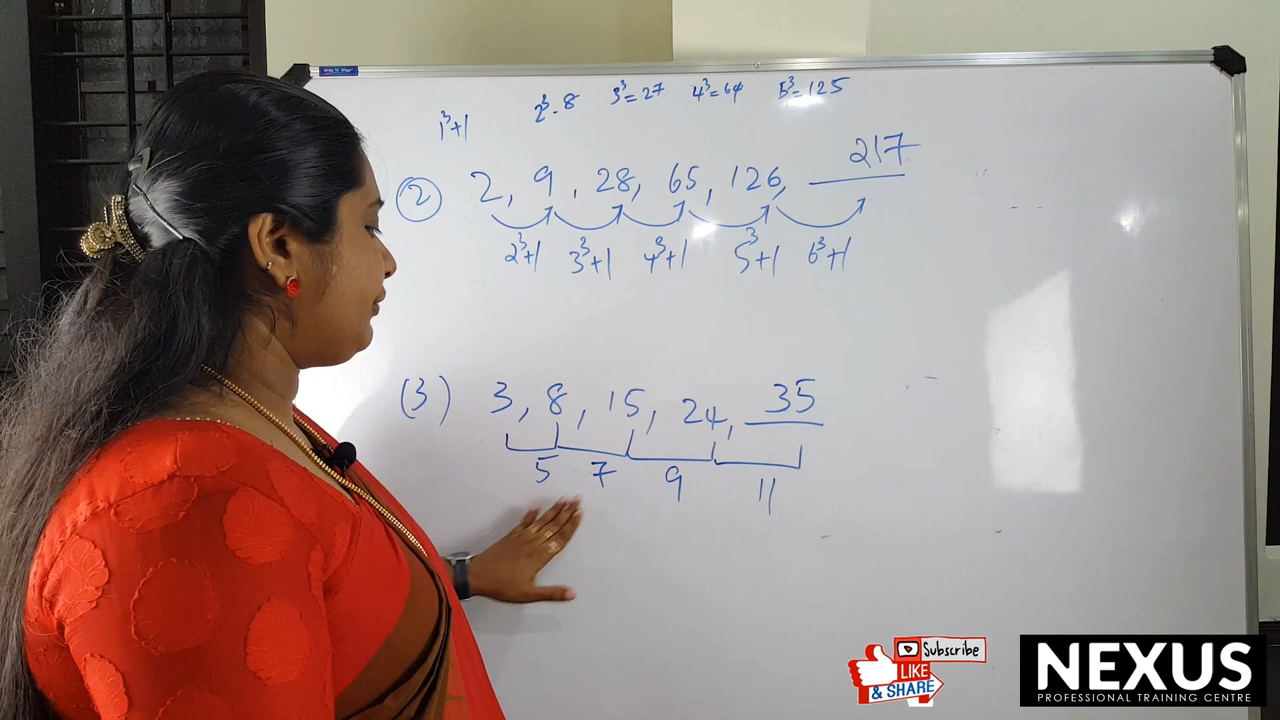 1³+1 2³=8 3³=27 4³=64 5³=125
(2) 2, 9, 28, 65, 126, 217
2³+1 3³+1 4³+1 5³+1 6³+1
(3) 3, 8, 15, 24, 35
5 7 9 11
Subscribe
LIKE
& SHARE
NEXUS
PROFESSIONAL TRAINING CENTRE